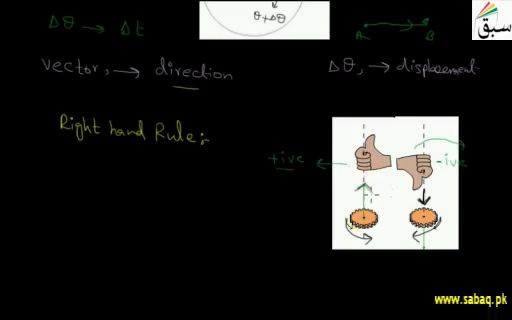 Δθ → Δt
θ+Δθ
A B
سبق
vector, → direction
Δθ, → displacement
Right hand Rule:-
+ive
-ive
www.sabaq.pk